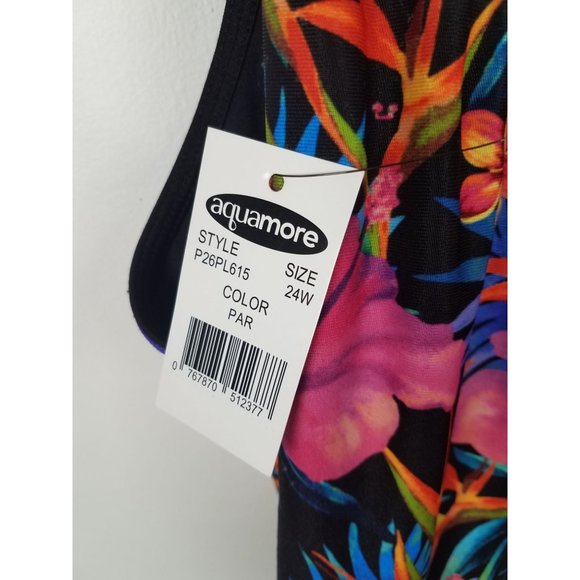 aquamore
STYLE SIZE
P26PL615 24W
COLOR
PAR
0 767870 512377